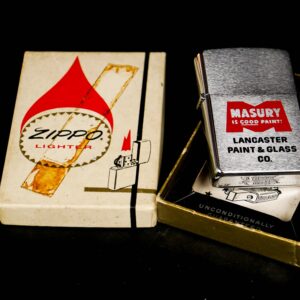 ZIPPO
LIGHTER
MASURY
IS GOOD PAINT!
LANCASTER
PAINT & GLASS
CO.
UNCONDITIONALLY